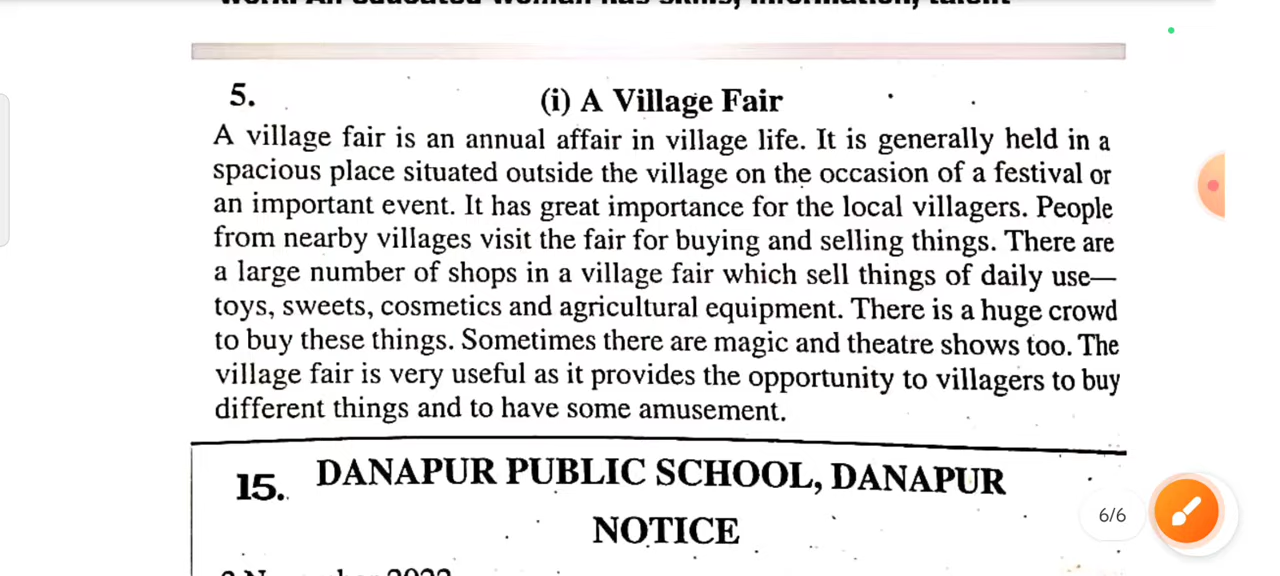 5.
(i) A Village Fair
A village fair is an annual affair in village life. It is generally held in a
spacious place situated outside the village on the occasion of a festival or
an important event. It has great importance for the local villagers. People
from nearby villages visit the fair for buying and selling things. There are
a large number of shops in a village fair which sell things of daily use—
toys, sweets, cosmetics and agricultural equipment. There is a huge crowd
to buy these things. Sometimes there are magic and theatre shows too. The
village fair is very useful as it provides the opportunity to villagers to buy
different things and to have some amusement.
15. DANAPUR PUBLIC SCHOOL, DANAPUR
NOTICE
6/6